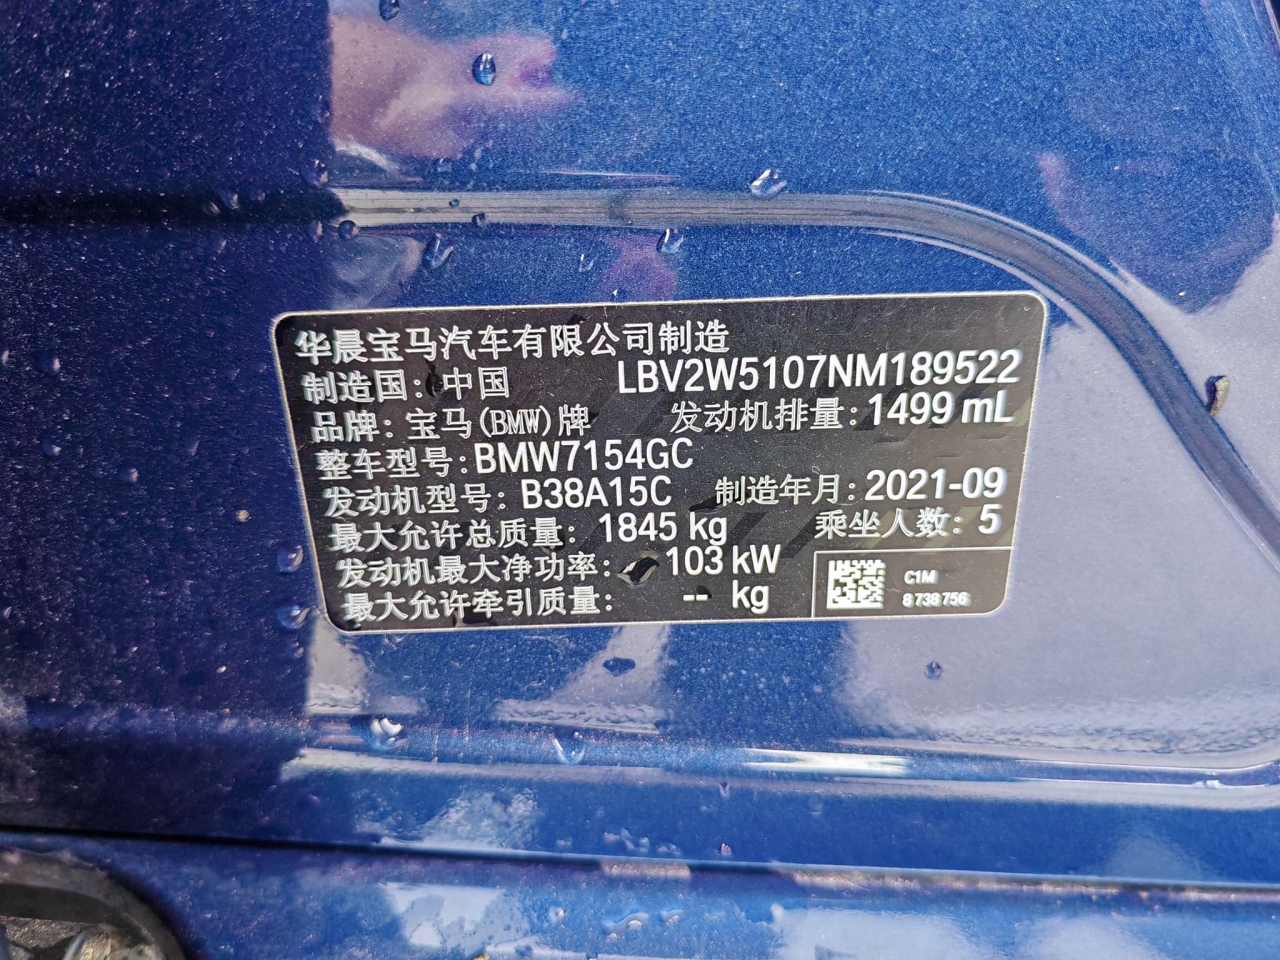 华晨宝马汽车有限公司制造
制造国: 中国 LBV2W5107NM189522
品牌: 宝马(BMW)牌 发动机排量: 1499 mL
整车型号: BMW7154GC
发动机型号: B38A15C 制造年月: 2021-09
最大允许总质量: 1845 kg 乘坐人数: 5
发动机最大净功率: 103 kW
最大允许牵引质量: -- kg
C1M
8 738 756